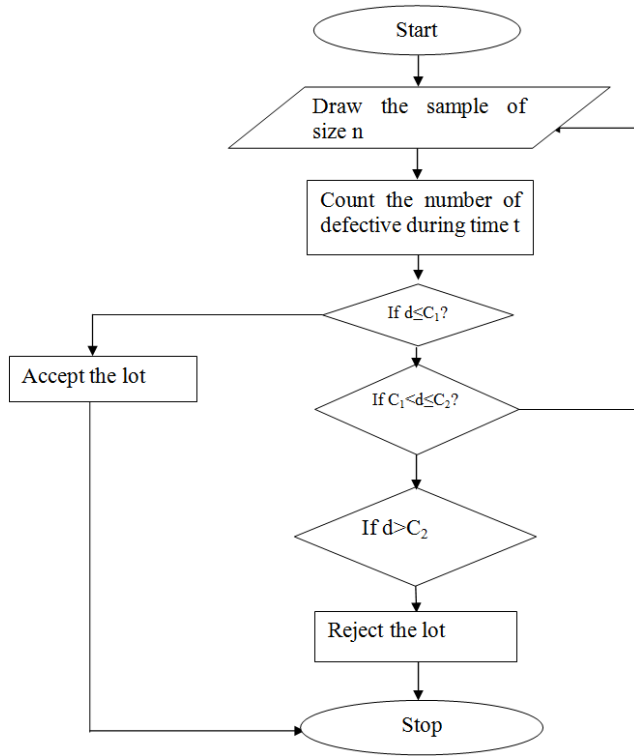 Start
Draw the sample of
size n
Count the number of
defective during time t
If d≤C₁?
Accept the lot
If C₁<d≤C₂?
If d>C₂
Reject the lot
Stop